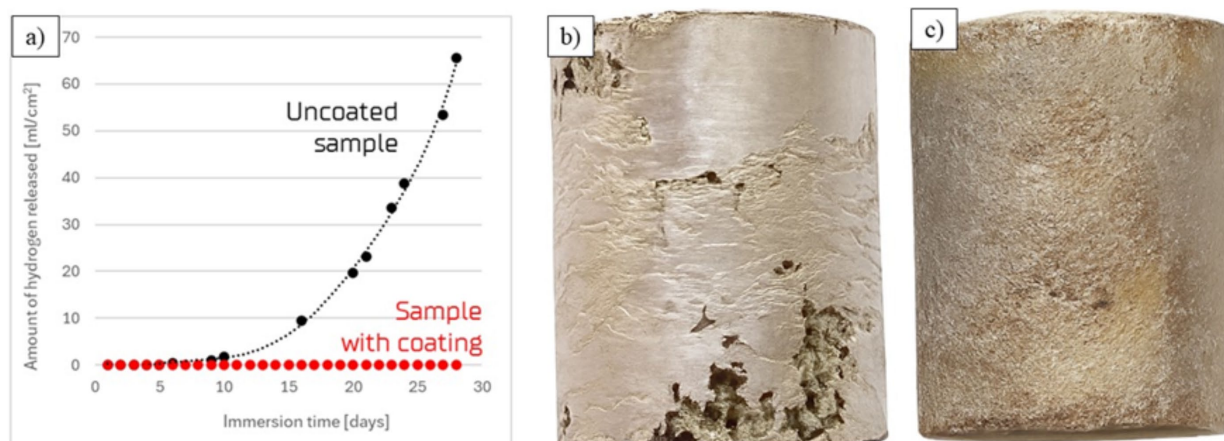 a)
70
60
50
40
30
20
10
0
Amount of hydrogen released [ml/cm²]
Uncoated
sample
Sample
with coating
0 5 10 15 20 25 30
Immersion time [days]
b)
c)